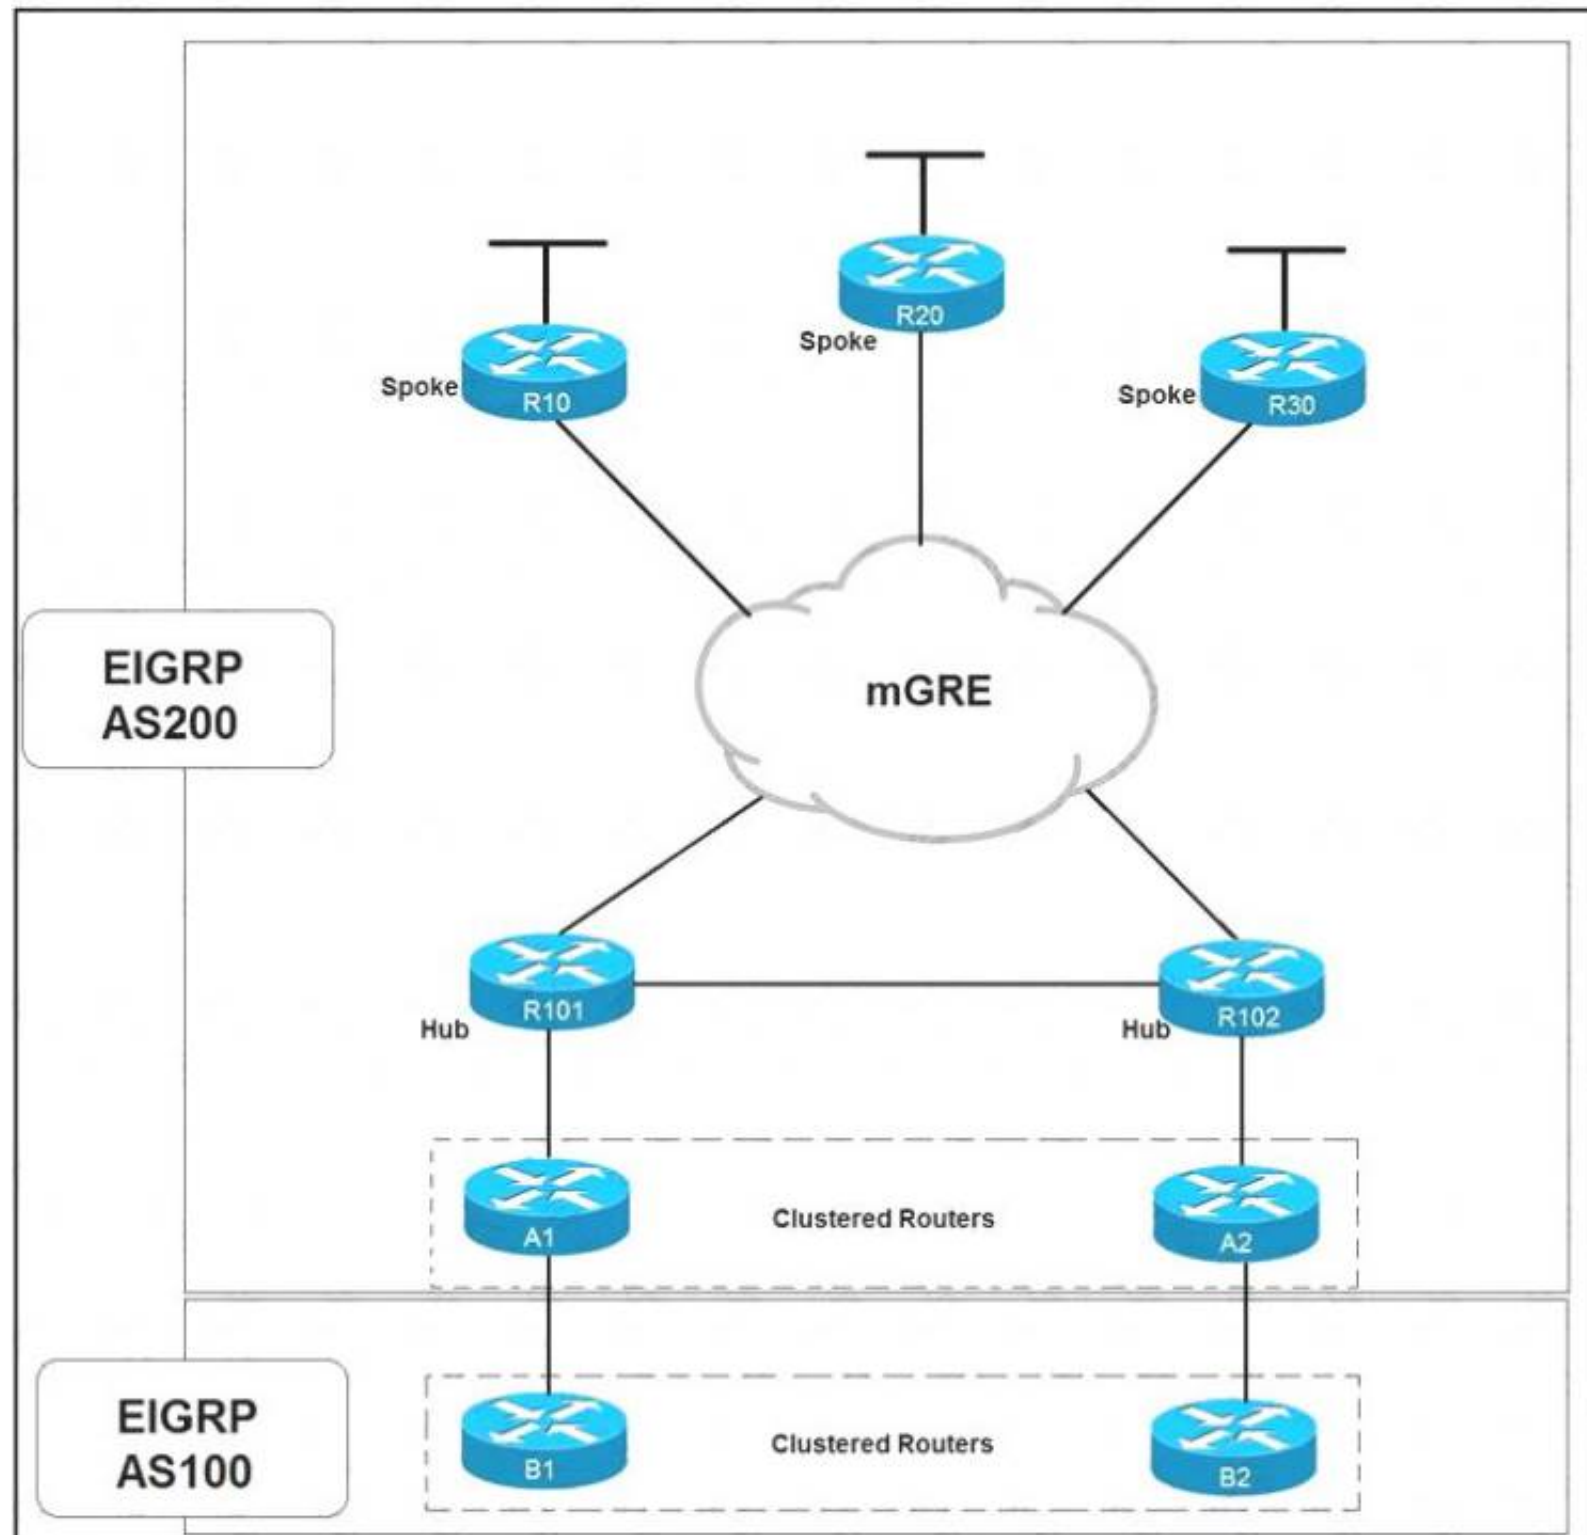 R20
Spoke
Spoke
R10
Spoke
R30
EIGRP
AS200
mGRE
R101
Hub
R102
Hub
A1
Clustered Routers
A2
EIGRP
AS100
B1
Clustered Routers
B2